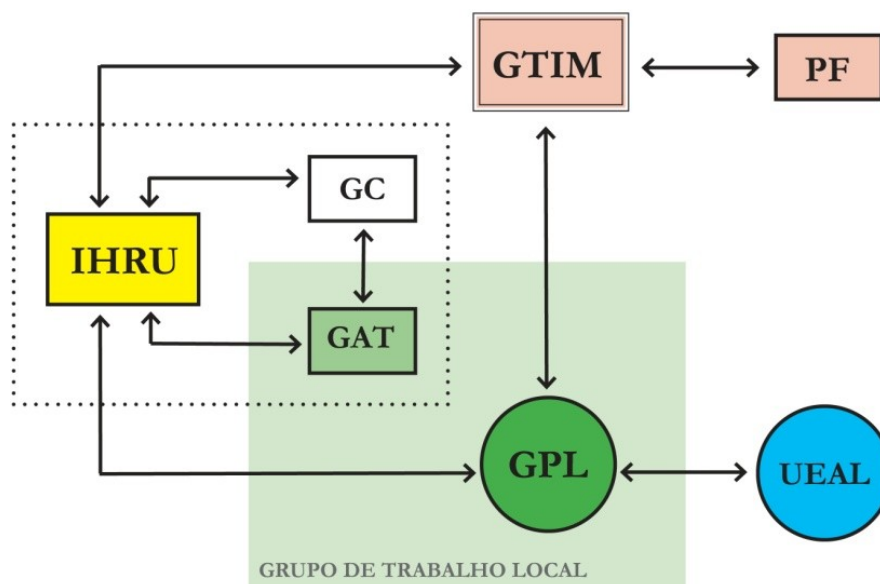 GTIM
PF
GC
IHRU
GAT
GPL
UEAL
GRUPO DE TRABALHO LOCAL